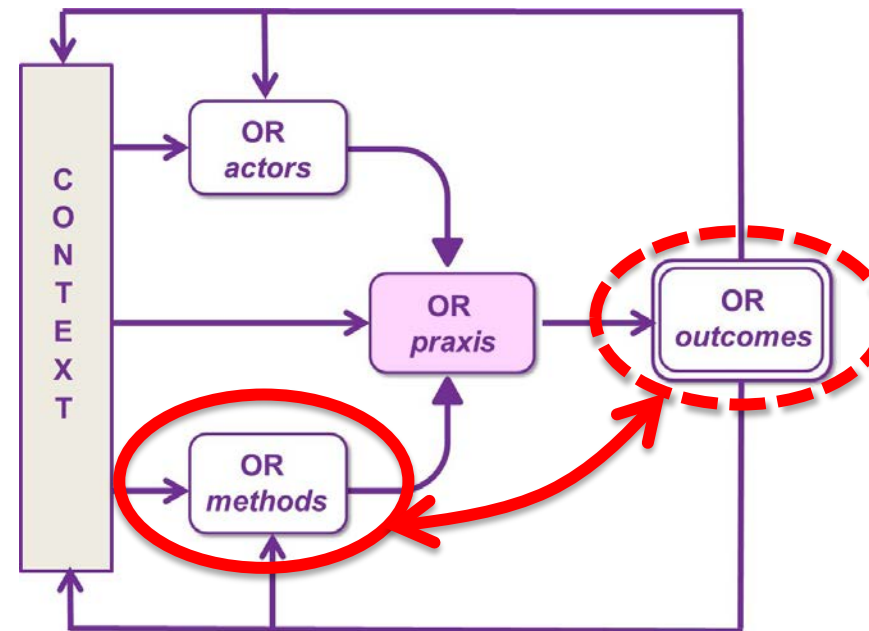 C
O
N
T
E
X
T
OR
actors
OR
praxis
OR
outcomes
OR
methods